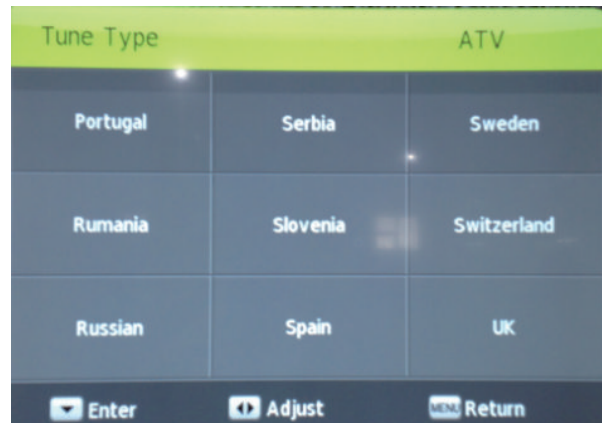 Tune Type ATV
Portugal Serbia Sweden
Rumania Slovenia Switzerland
Russian Spain UK
Enter Adjust MENU Return